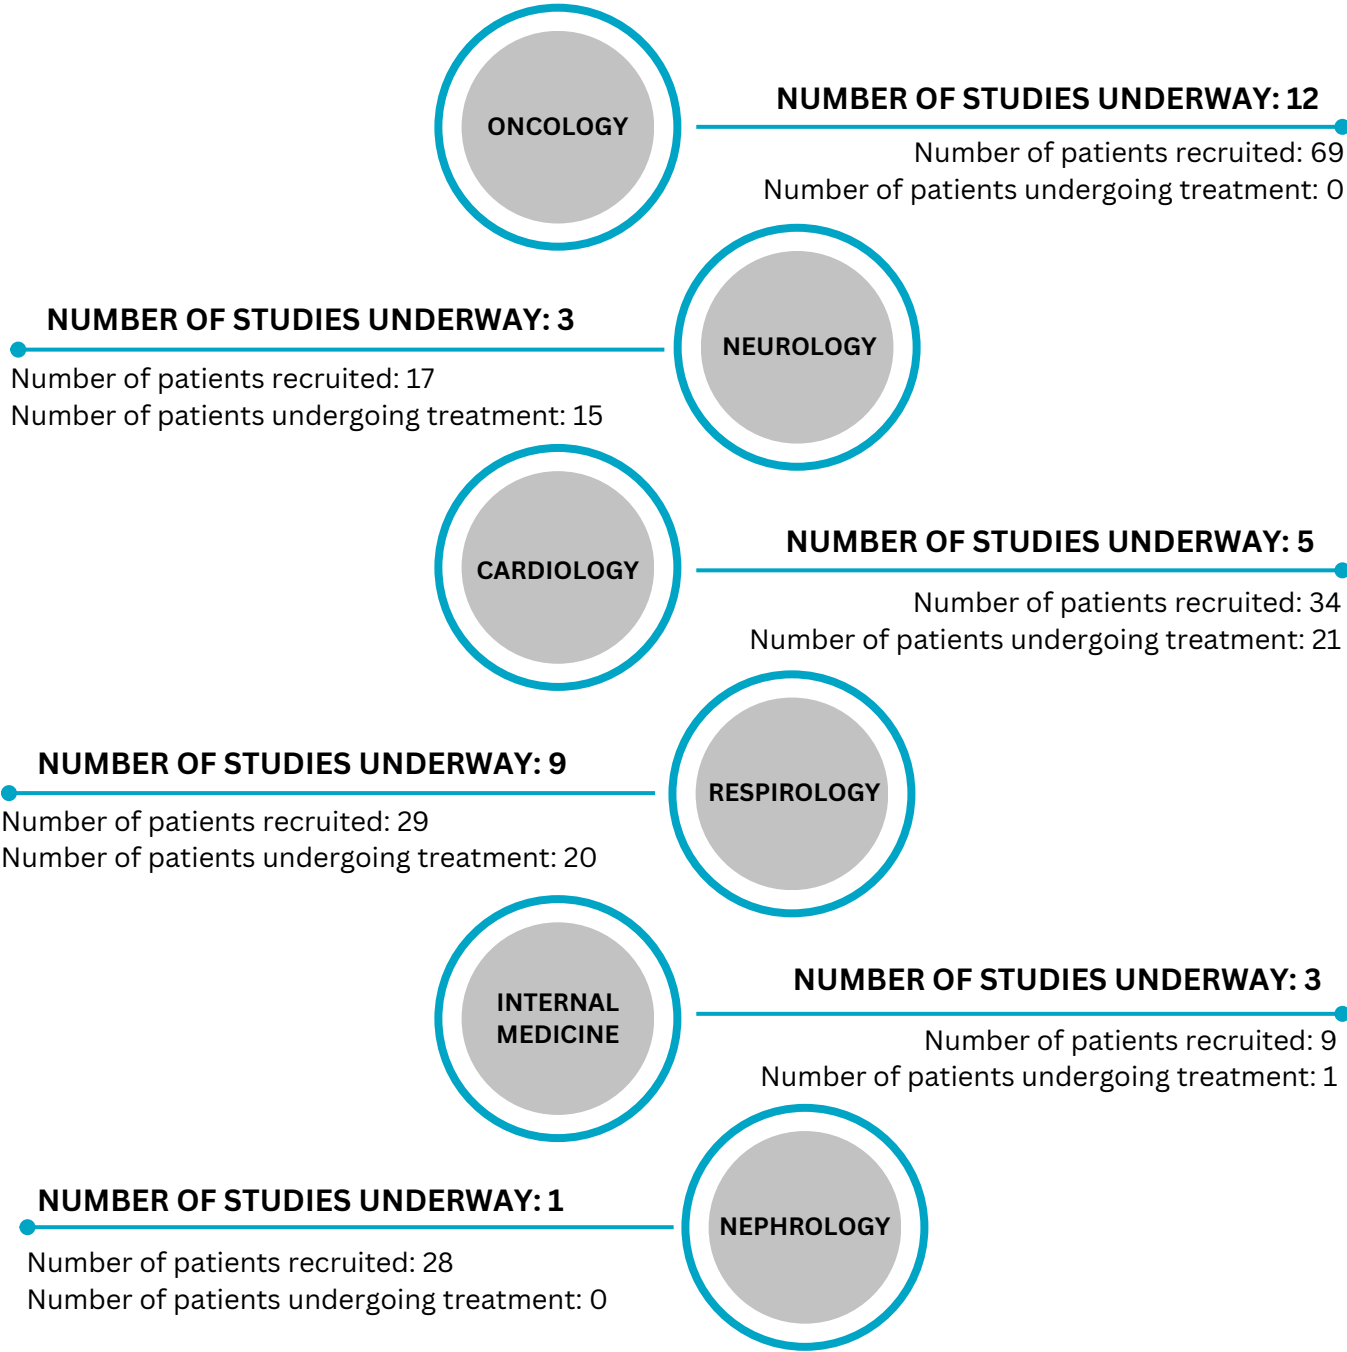 ONCOLOGY
NUMBER OF STUDIES UNDERWAY: 12
Number of patients recruited: 69
Number of patients undergoing treatment: 0
NUMBER OF STUDIES UNDERWAY: 3
Number of patients recruited: 17
Number of patients undergoing treatment: 15
NEUROLOGY
CARDIOLOGY
NUMBER OF STUDIES UNDERWAY: 5
Number of patients recruited: 34
Number of patients undergoing treatment: 21
NUMBER OF STUDIES UNDERWAY: 9
Number of patients recruited: 29
Number of patients undergoing treatment: 20
RESPIROLOGY
INTERNAL
MEDICINE
NUMBER OF STUDIES UNDERWAY: 3
Number of patients recruited: 9
Number of patients undergoing treatment: 1
NUMBER OF STUDIES UNDERWAY: 1
Number of patients recruited: 28
Number of patients undergoing treatment: 0
NEPHROLOGY